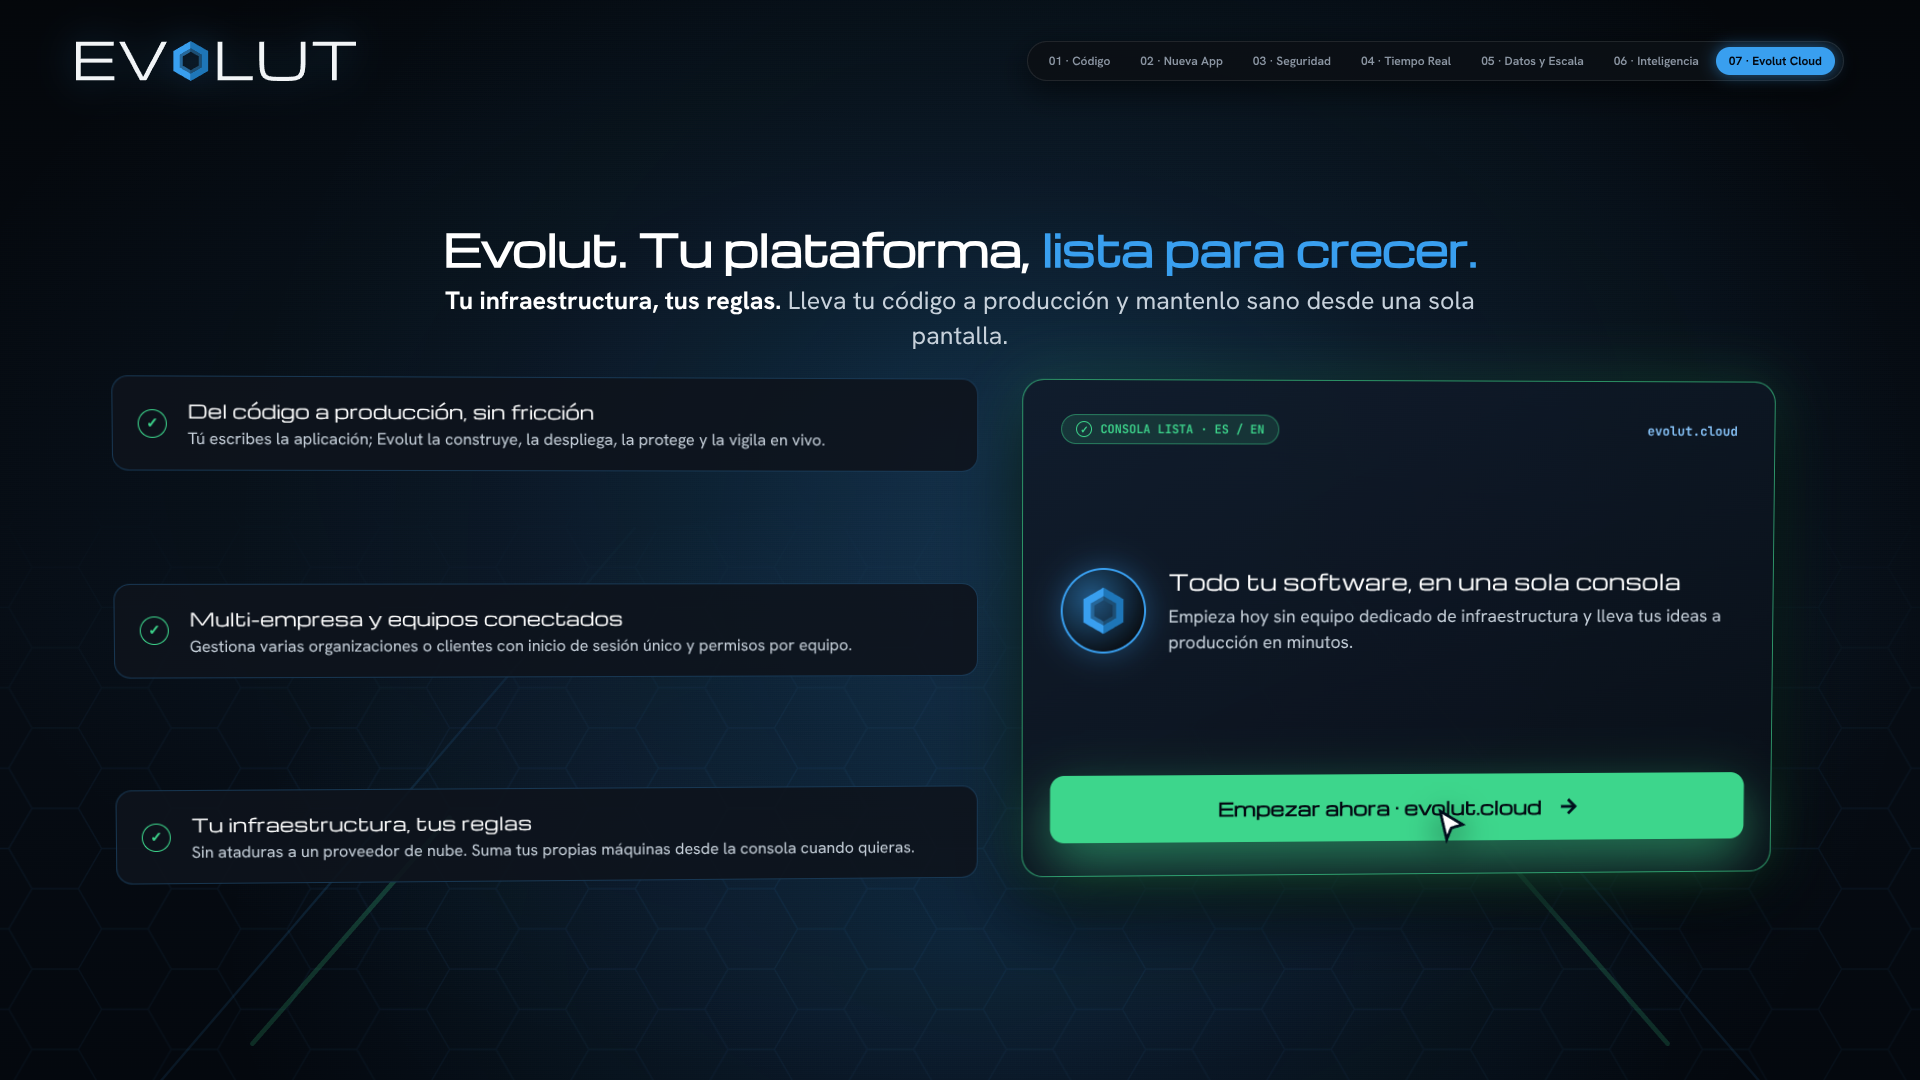 EVOLUT
01 · Código
02 · Nueva App
03 · Seguridad
04 · Tiempo Real
05 · Datos y Escala
06 · Inteligencia
07 · Evolut Cloud
Evolut. Tu plataforma, lista para crecer.
Tu infraestructura, tus reglas. Lleva tu código a producción y mantenlo sano desde una sola
pantalla.
Del código a producción, sin fricción
Tú escribes la aplicación; Evolut la construye, la despliega, la protege y la vigila en vivo.
Multi-empresa y equipos conectados
Gestiona varias organizaciones o clientes con inicio de sesión único y permisos por equipo.
Tu infraestructura, tus reglas
Sin ataduras a un proveedor de nube. Suma tus propias máquinas desde la consola cuando quieras.
CONSOLA LISTA · ES / EN
evolut.cloud
Todo tu software, en una sola consola
Empieza hoy sin equipo dedicado de infraestructura y lleva tus ideas a
producción en minutos.
Empezar ahora · evolut.cloud →